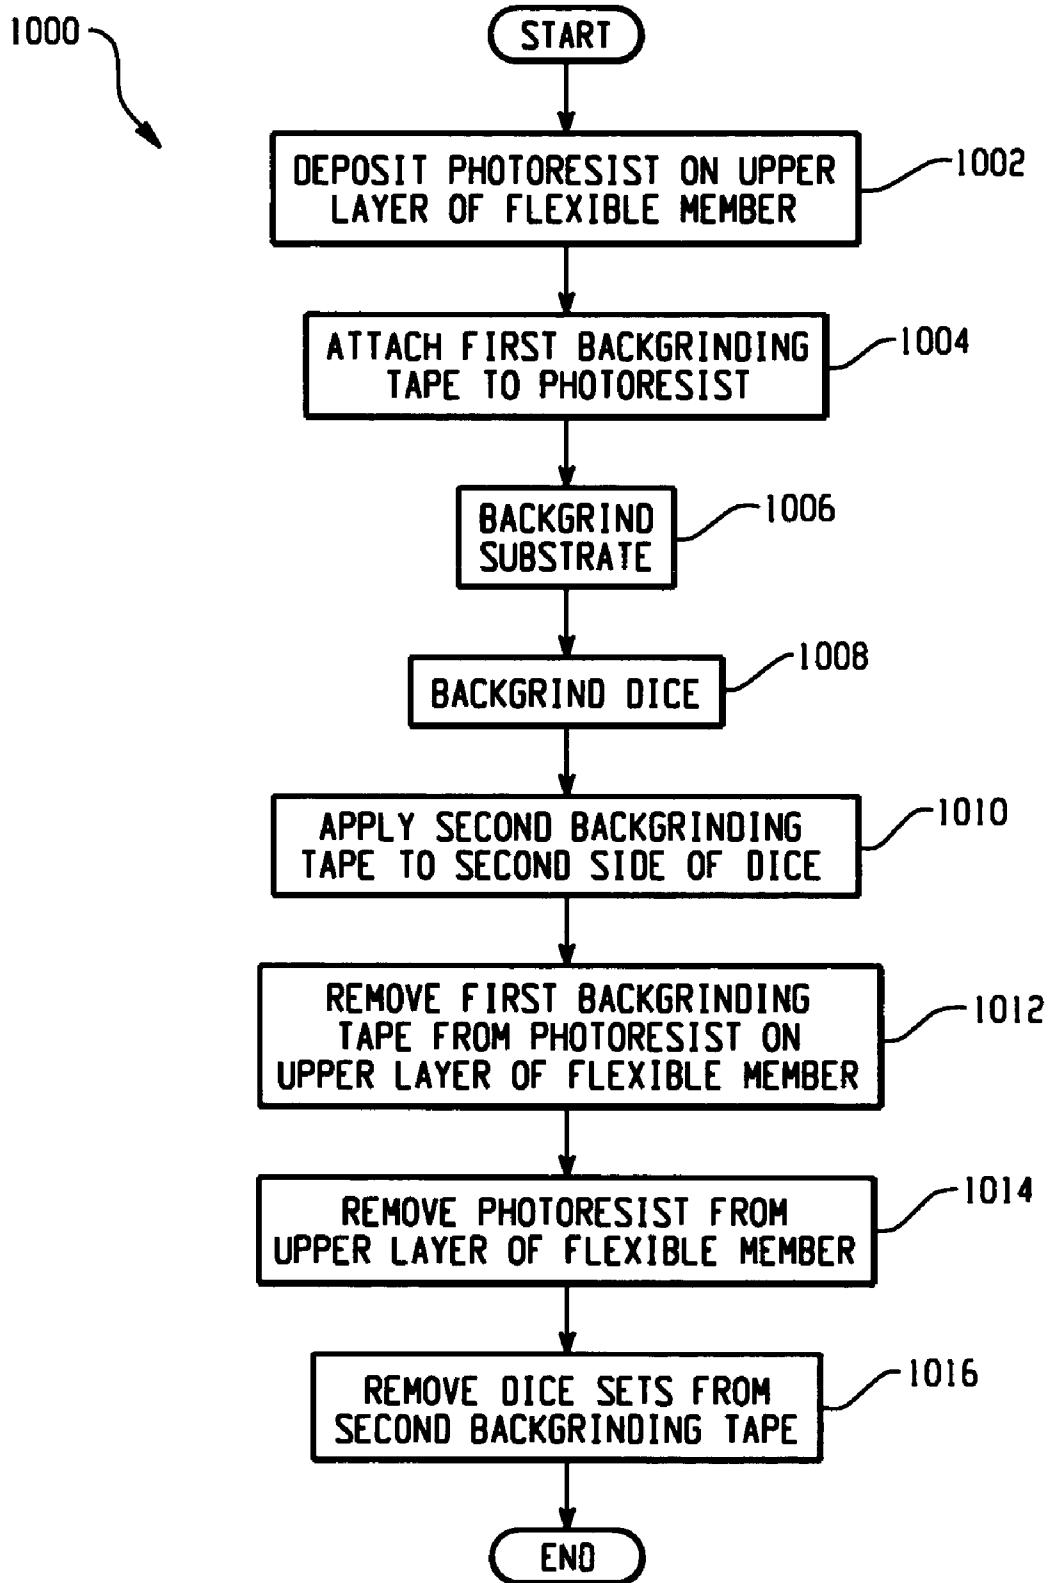 1000
START
DEPOSIT PHOTORESIST ON UPPER
LAYER OF FLEXIBLE MEMBER
1002
ATTACH FIRST BACKGRINDING
TAPE TO PHOTORESIST
1004
BACKGRIND
SUBSTRATE
1006
BACKGRIND DICE
1008
APPLY SECOND BACKGRINDING
TAPE TO SECOND SIDE OF DICE
1010
REMOVE FIRST BACKGRINDING
TAPE FROM PHOTORESIST ON
UPPER LAYER OF FLEXIBLE MEMBER
1012
REMOVE PHOTORESIST FROM
UPPER LAYER OF FLEXIBLE MEMBER
1014
REMOVE DICE SETS FROM
SECOND BACKGRINDING TAPE
1016
END